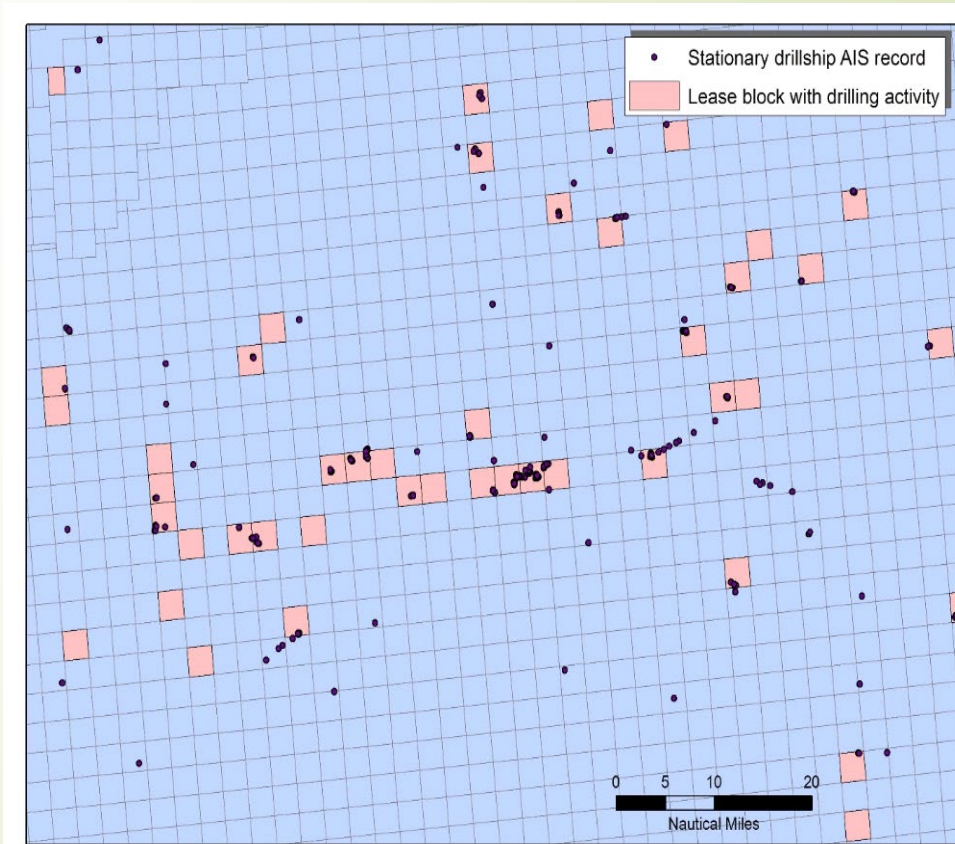 Stationary drillship AIS record
Lease block with drilling activity
0 5 10 20
Nautical Miles